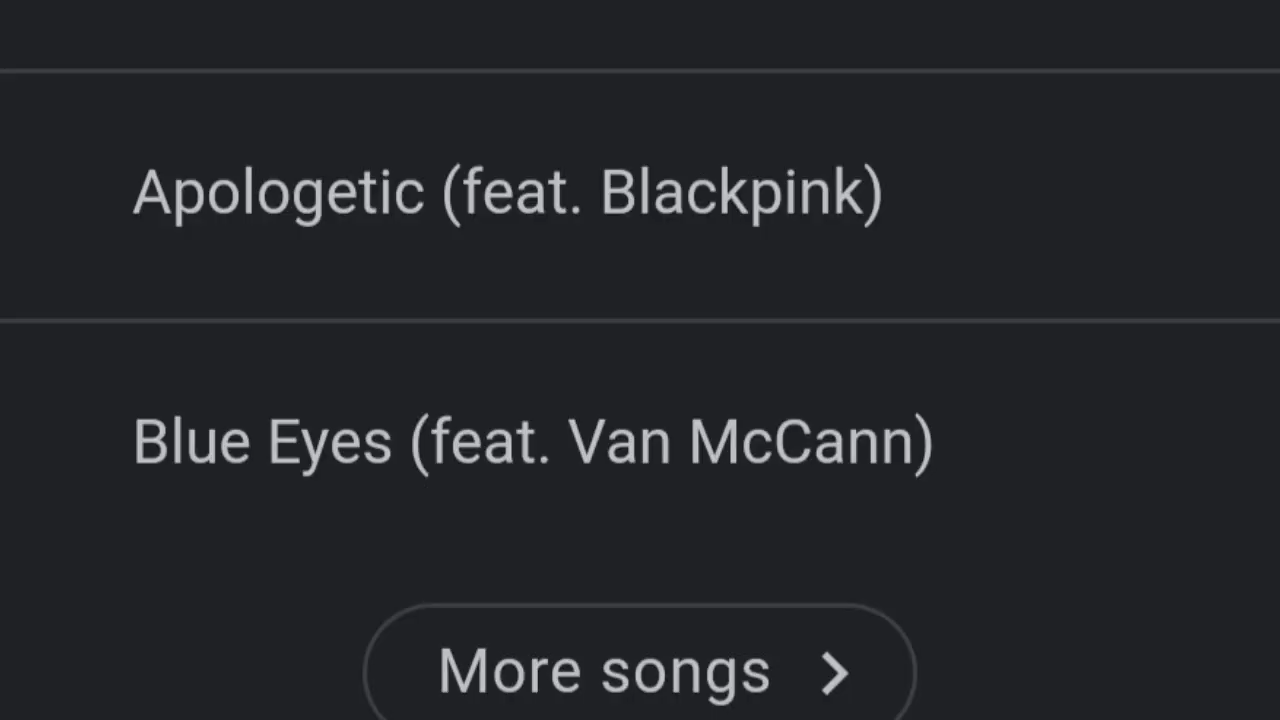 Apologetic (feat. Blackpink)
Blue Eyes (feat. Van McCann)
More songs